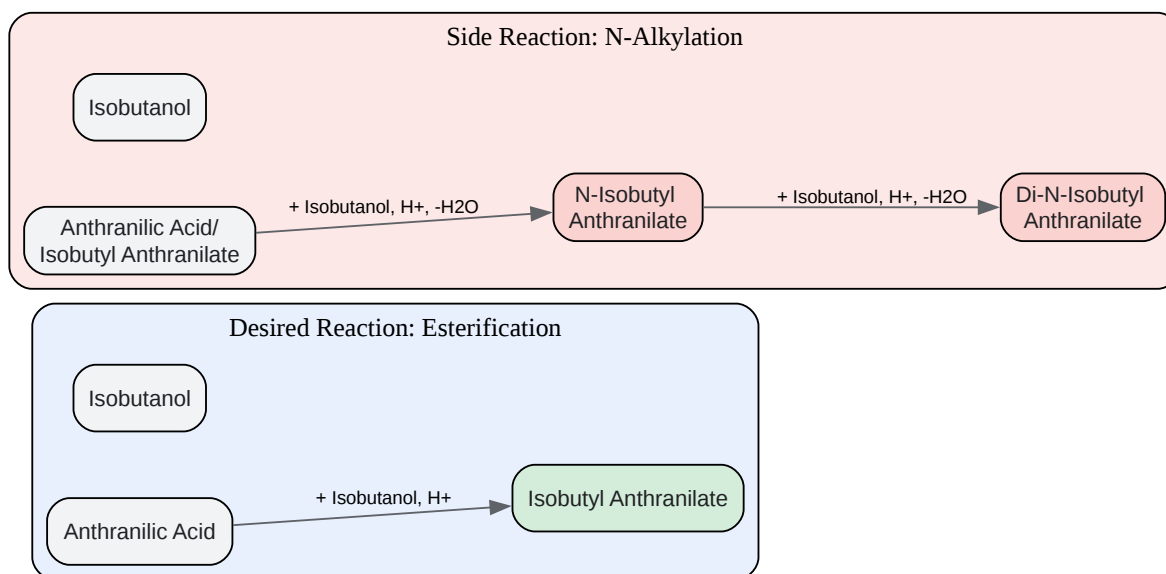 Side Reaction: N-Alkylation
Isobutanol
Anthranilic Acid/
Isobutyl Anthranilate
+ Isobutanol, H+, -H2O
N-Isobutyl
Anthranilate
+ Isobutanol, H+, -H2O
Di-N-Isobutyl
Anthranilate
Desired Reaction: Esterification
Isobutanol
Anthranilic Acid
+ Isobutanol, H+
Isobutyl Anthranilate